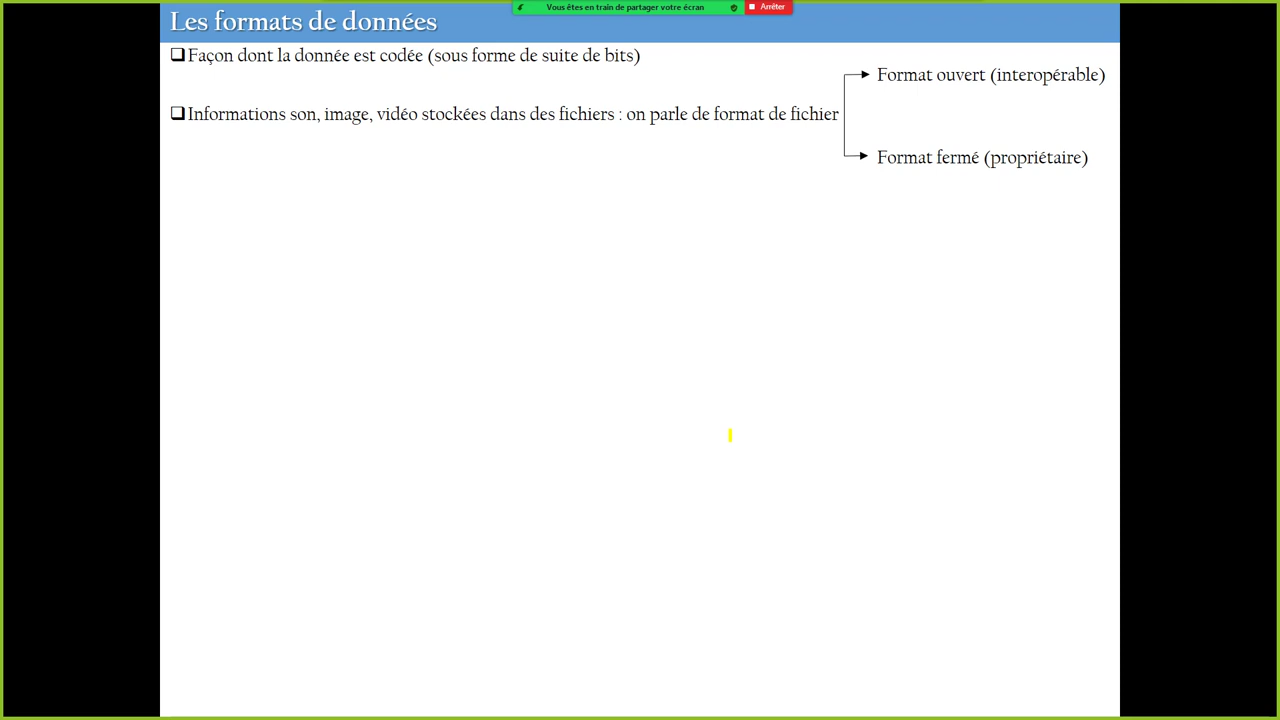 Vous êtes en train de partager votre écran
Arrêter
Les formats de données
Façon dont la donnée est codée (sous forme de suite de bits)
Format ouvert (interopérable)
Informations son, image, vidéo stockées dans des fichiers : on parle de format de fichier
Format fermé (propriétaire)